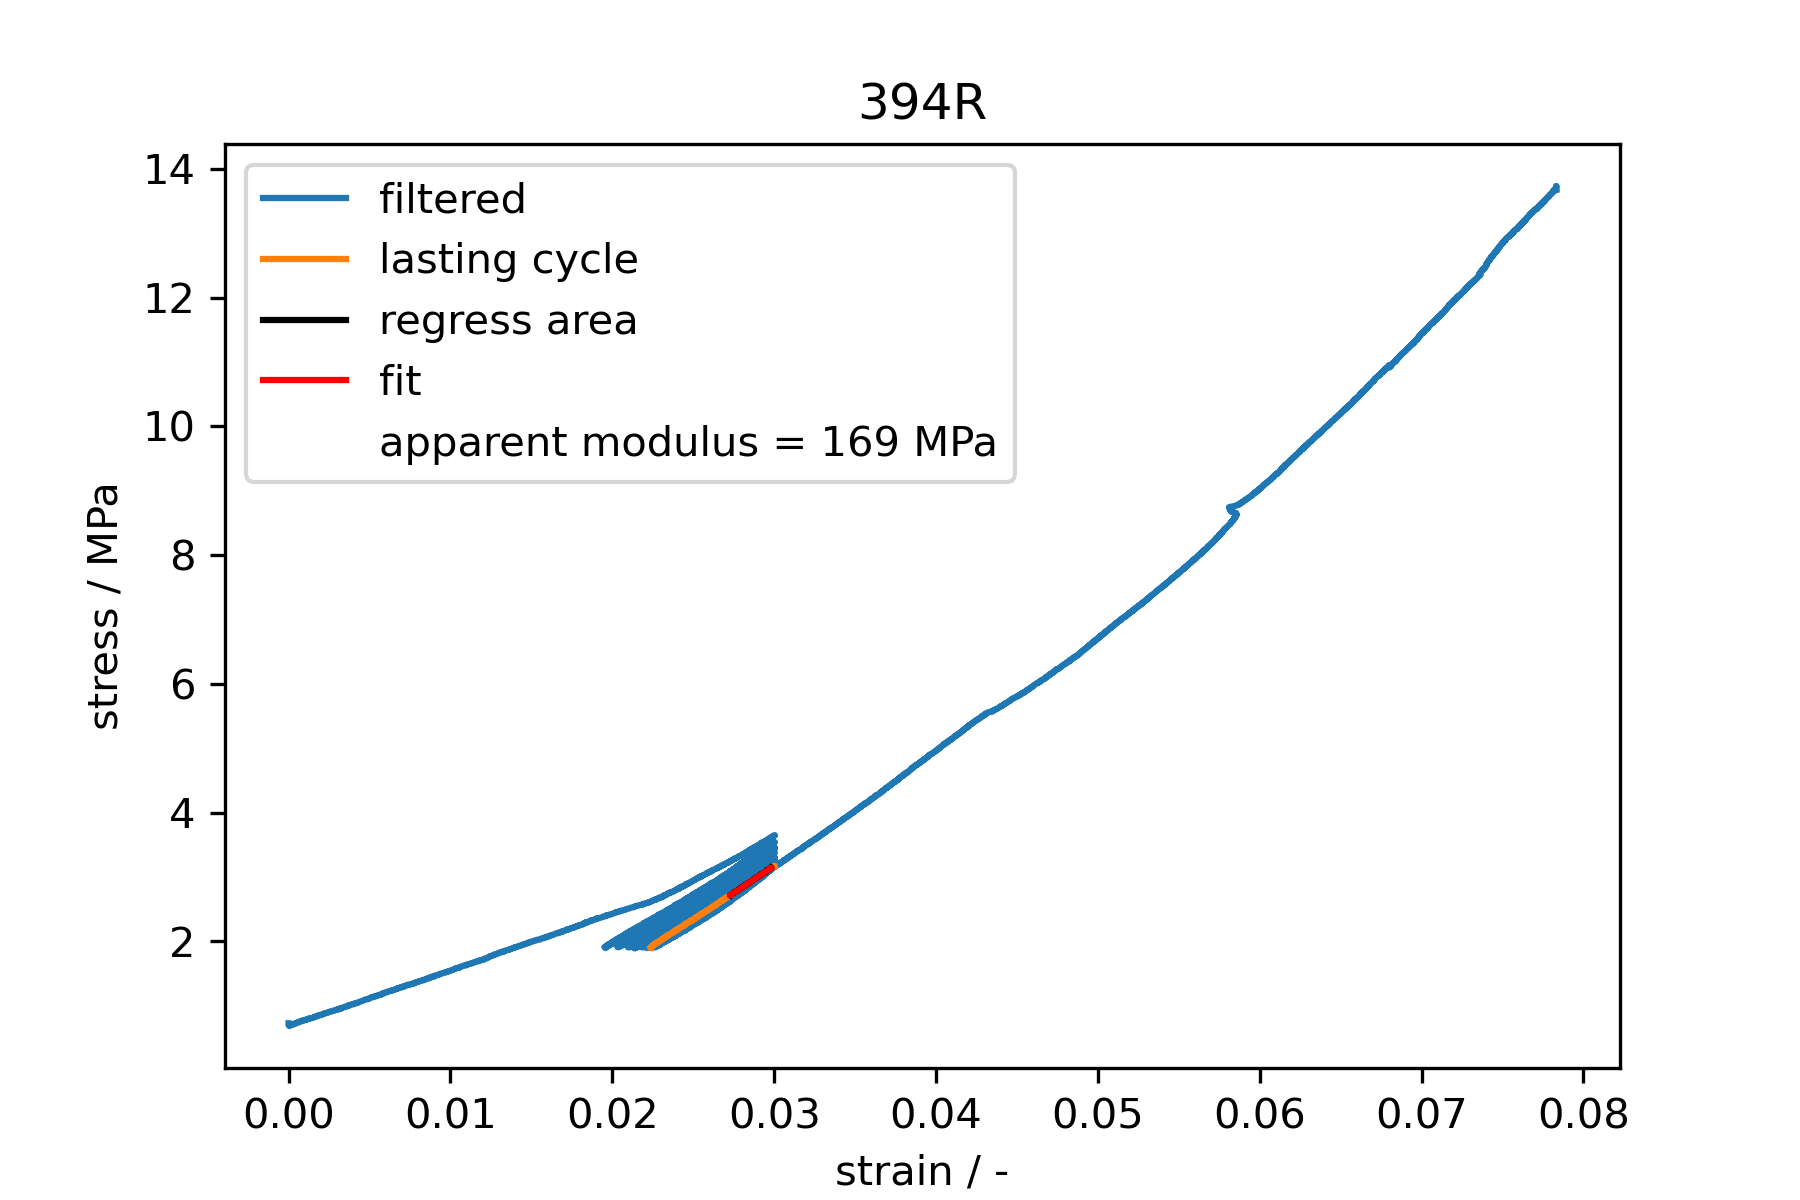 394R
14
12
10
8
6
4
2
stress / MPa
filtered
lasting cycle
regress area
fit
apparent modulus = 169 MPa
0.00 0.01 0.02 0.03 0.04 0.05 0.06 0.07 0.08
strain / -